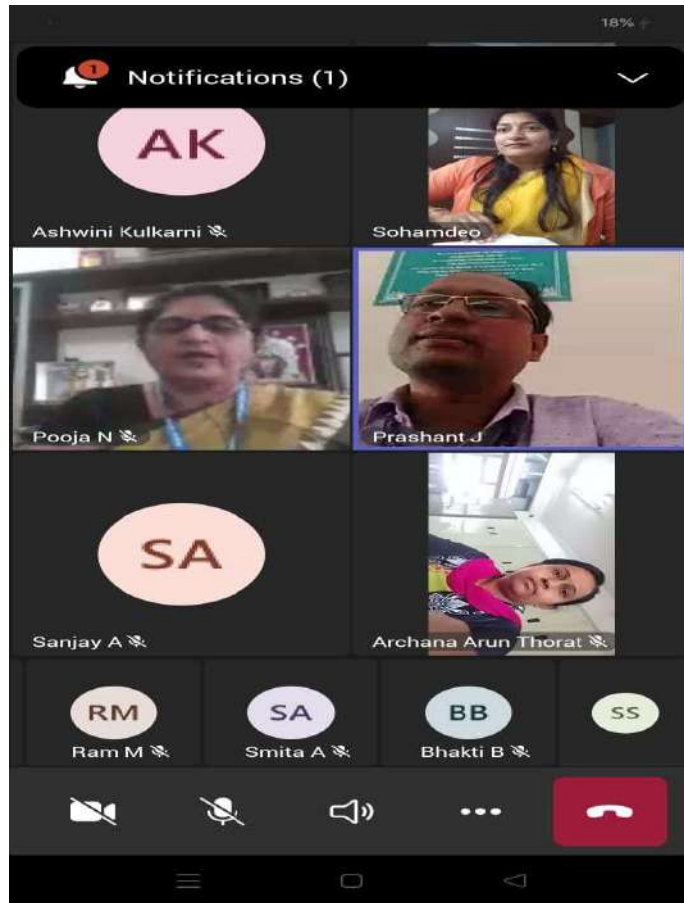 18%
1
Notifications (1)
AK
Ashwini Kulkarni
Sohamdeo
Pooja N
Prashant J
SA
Sanjay A
Archana Arun Thorat
RM
SA
BB
SS
Ram M
Smita A
Bhakti B